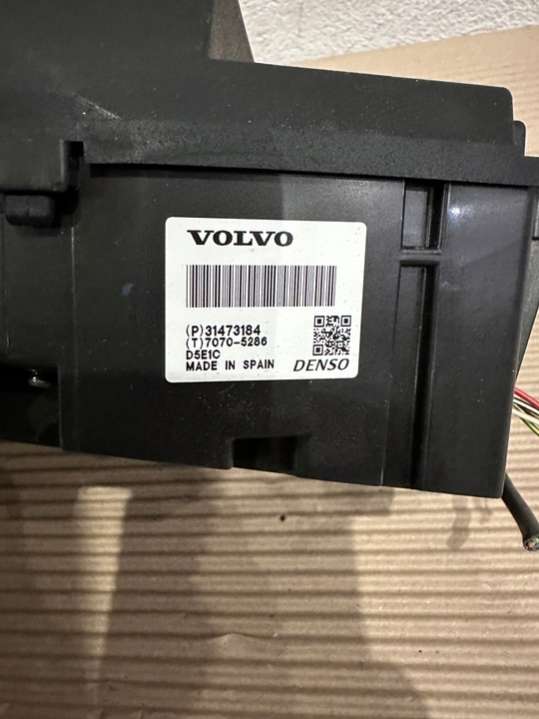 VOLVO
(P)31473184
(T)7070-5286
D5E1C
MADE IN SPAIN
DENSO